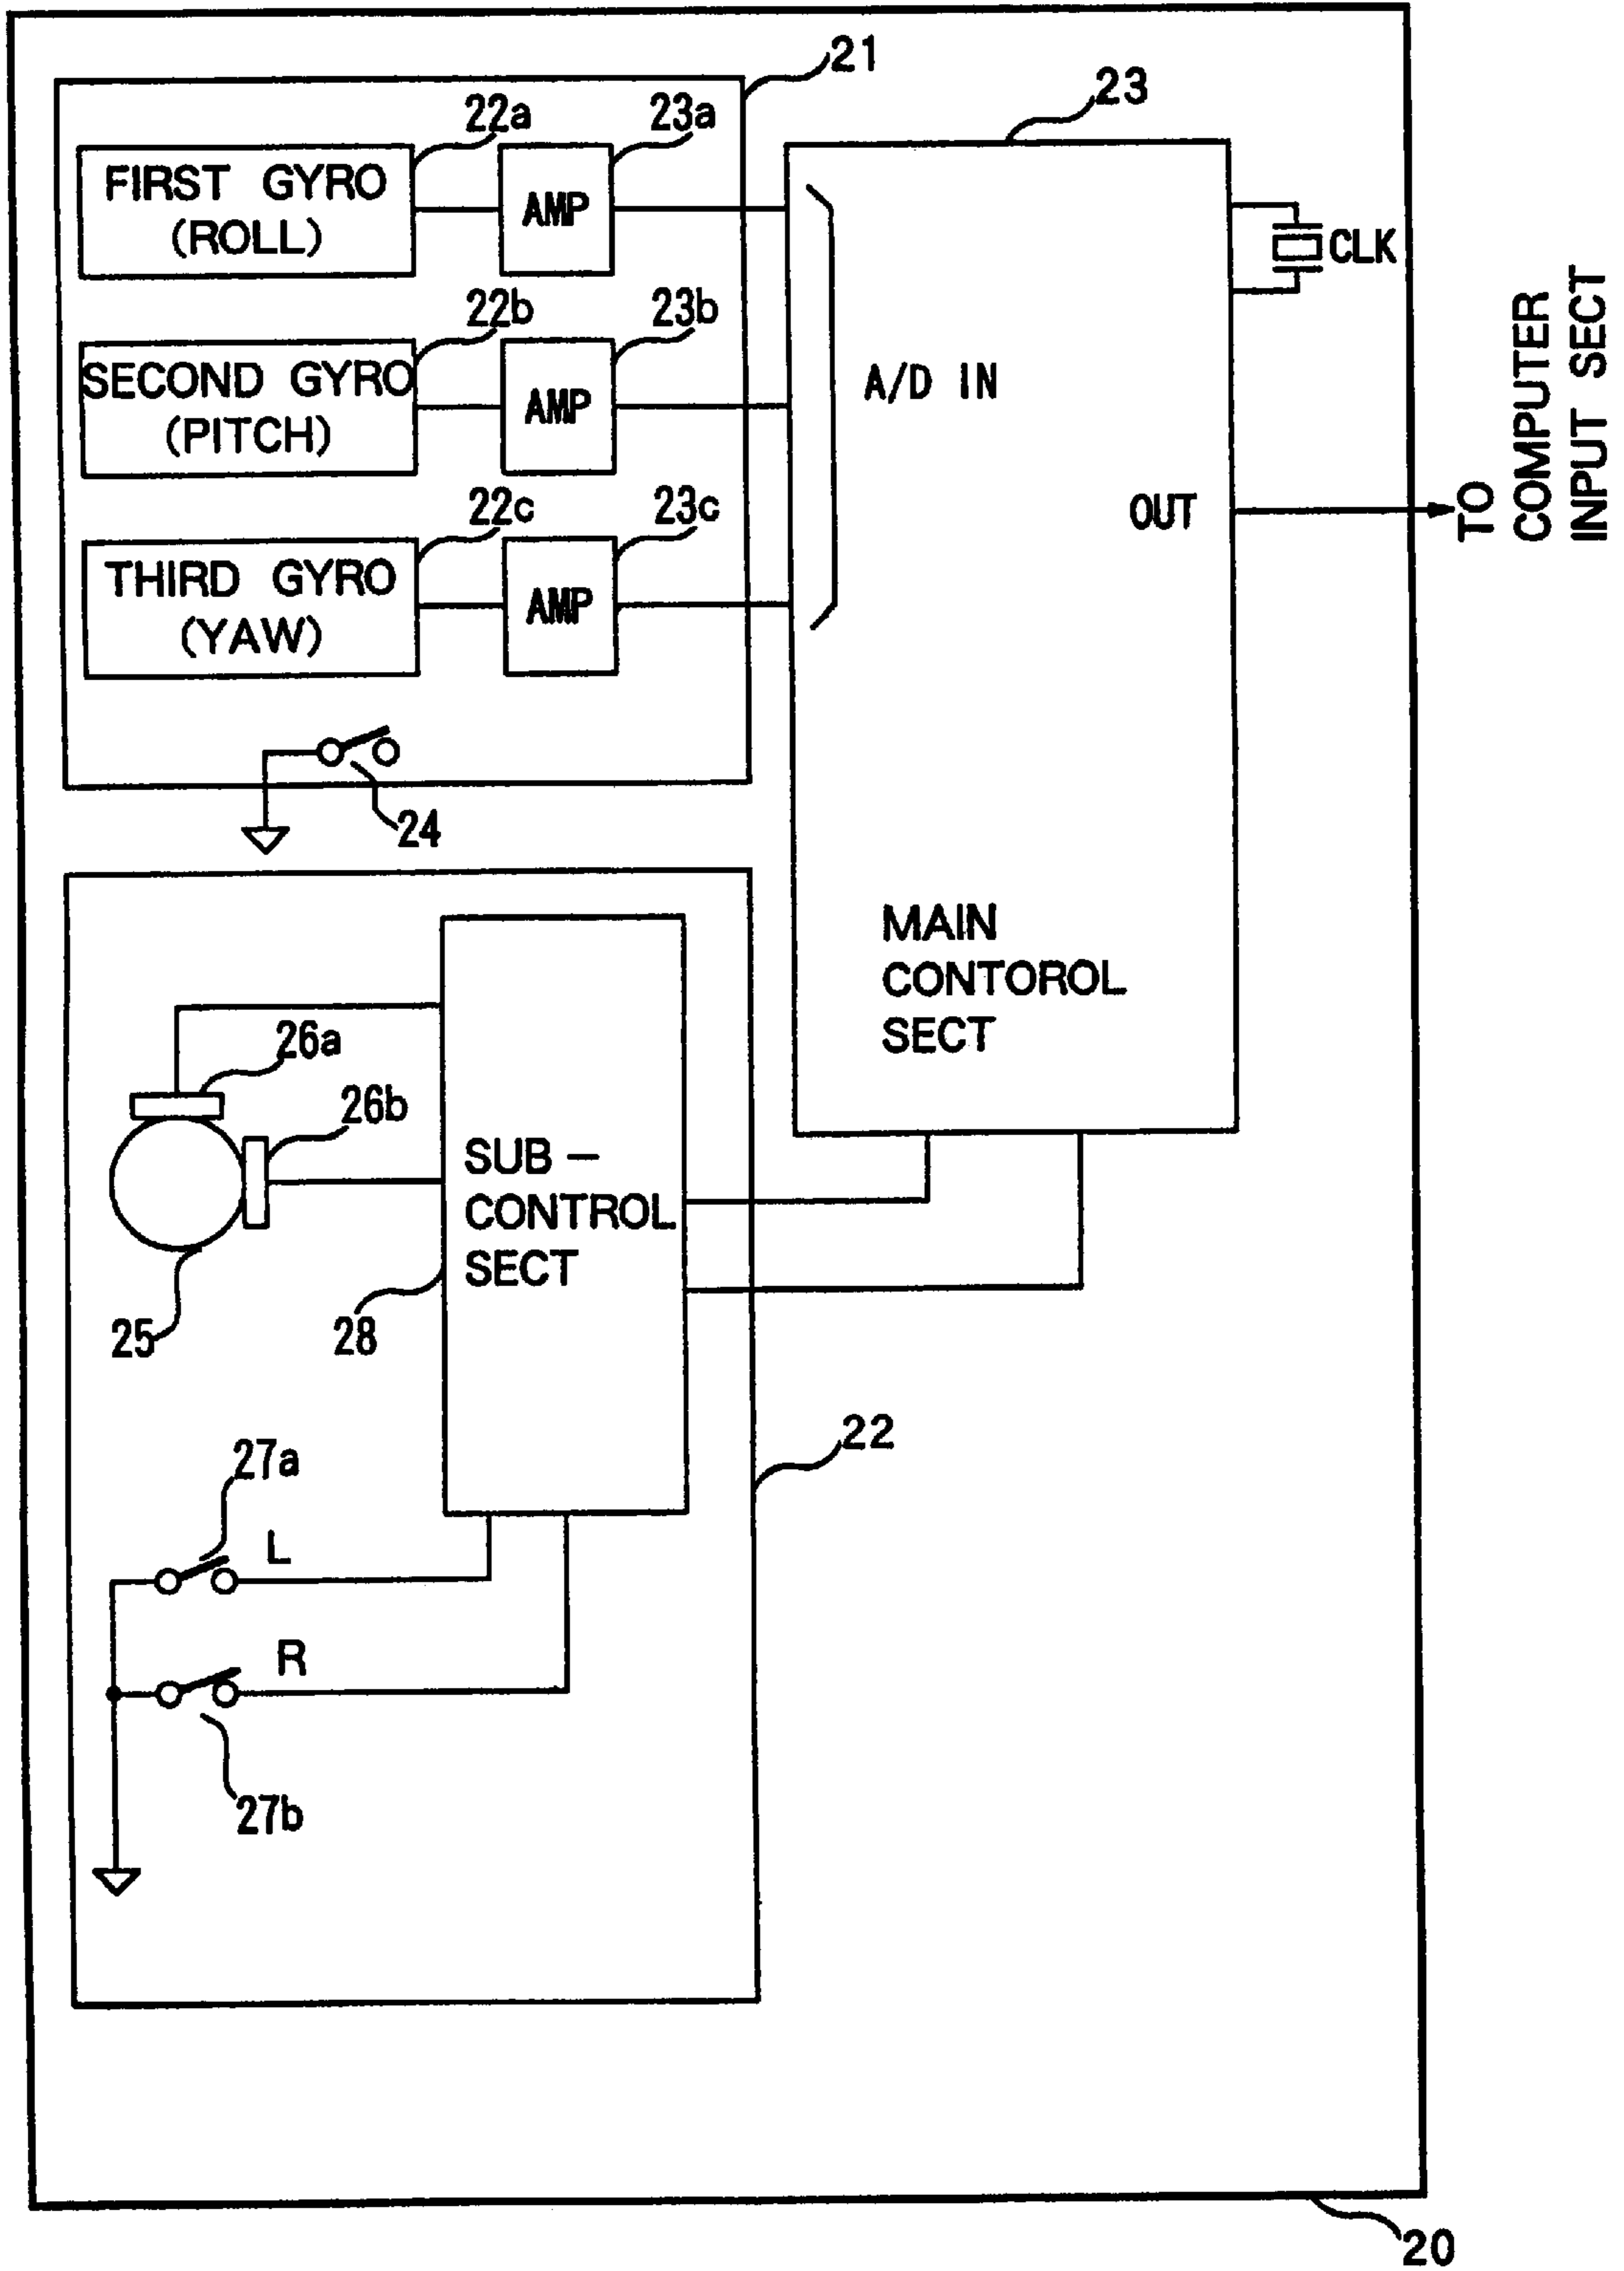 21
23
22a
23a
FIRST GYRO
(ROLL)
AMP
CLK
22b
23b
SECOND GYRO
(PITCH)
AMP
A/D IN
OUT
TO
COMPUTER
INPUT SECT
22c
23c
THIRD GYRO
(YAW)
AMP
24
MAIN
CONTOROL
SECT
26a
26b
SUB-
CONTROL
SECT
25
28
22
27a
L
R
27b
20